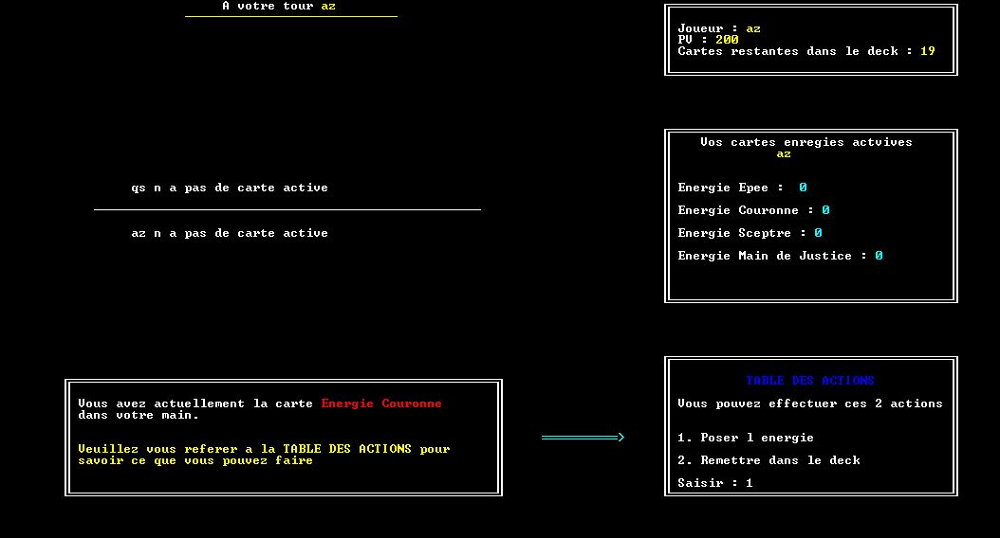 A votre tour az
Joueur : az
PV : 200
Cartes restantes dans le deck : 19
Vos cartes enregies actvives
az
qs n a pas de carte active
az n a pas de carte active
Energie Epee : 0
Energie Couronne : 0
Energie Sceptre : 0
Energie Main de Justice : 0
Vous avez actuellement la carte Energie Couronne
dans votre main.
Veuillez vous referer a la TABLE DES ACTIONS pour
savoir ce que vous pouvez faire
TABLE DES ACTIONS
Vous pouvez effectuer ces 2 actions
1. Poser l energie
2. Remettre dans le deck
Saisir : 1